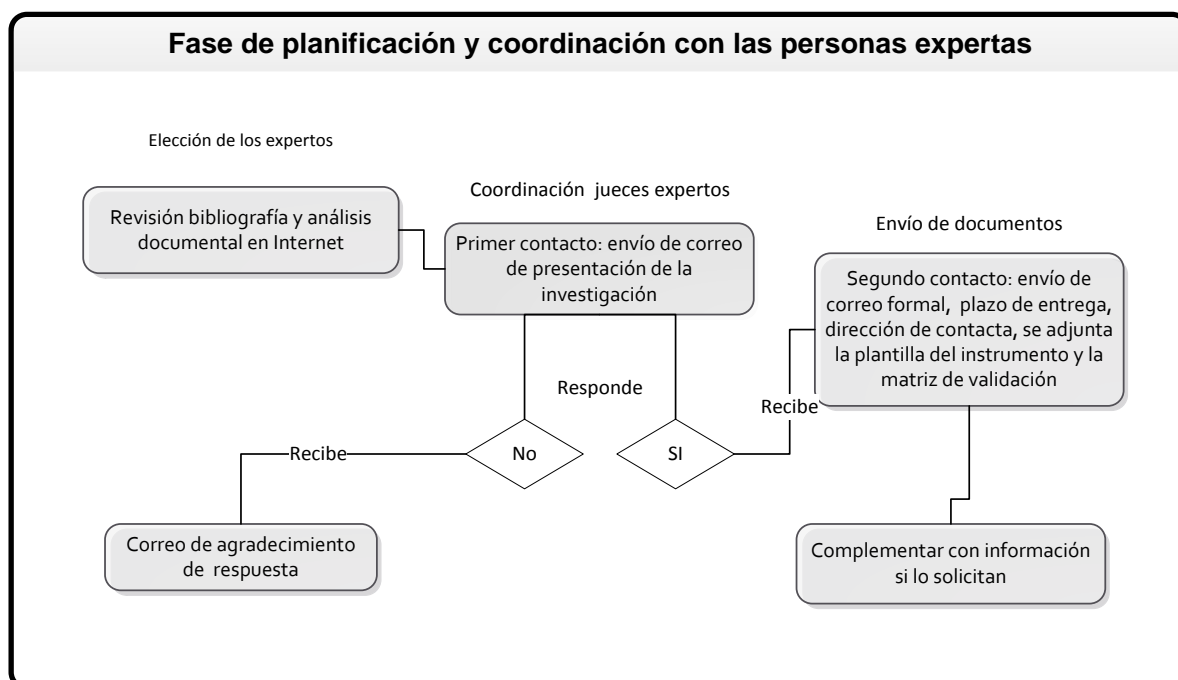 Fase de planificación y coordinación con las personas expertas
Elección de los expertos
Revisión bibliografía y análisis
documental en Internet
Coordinación jueces expertos
Primer contacto: envío de correo
de presentación de la
investigación
Envío de documentos
Segundo contacto: envío de
correo formal, plazo de entrega,
dirección de contacta, se adjunta
la plantilla del instrumento y la
matriz de validación
Responde
Recibe
No
SI
Recibe
Correo de agradecimiento
de respuesta
Complementar con información
si lo solicitan